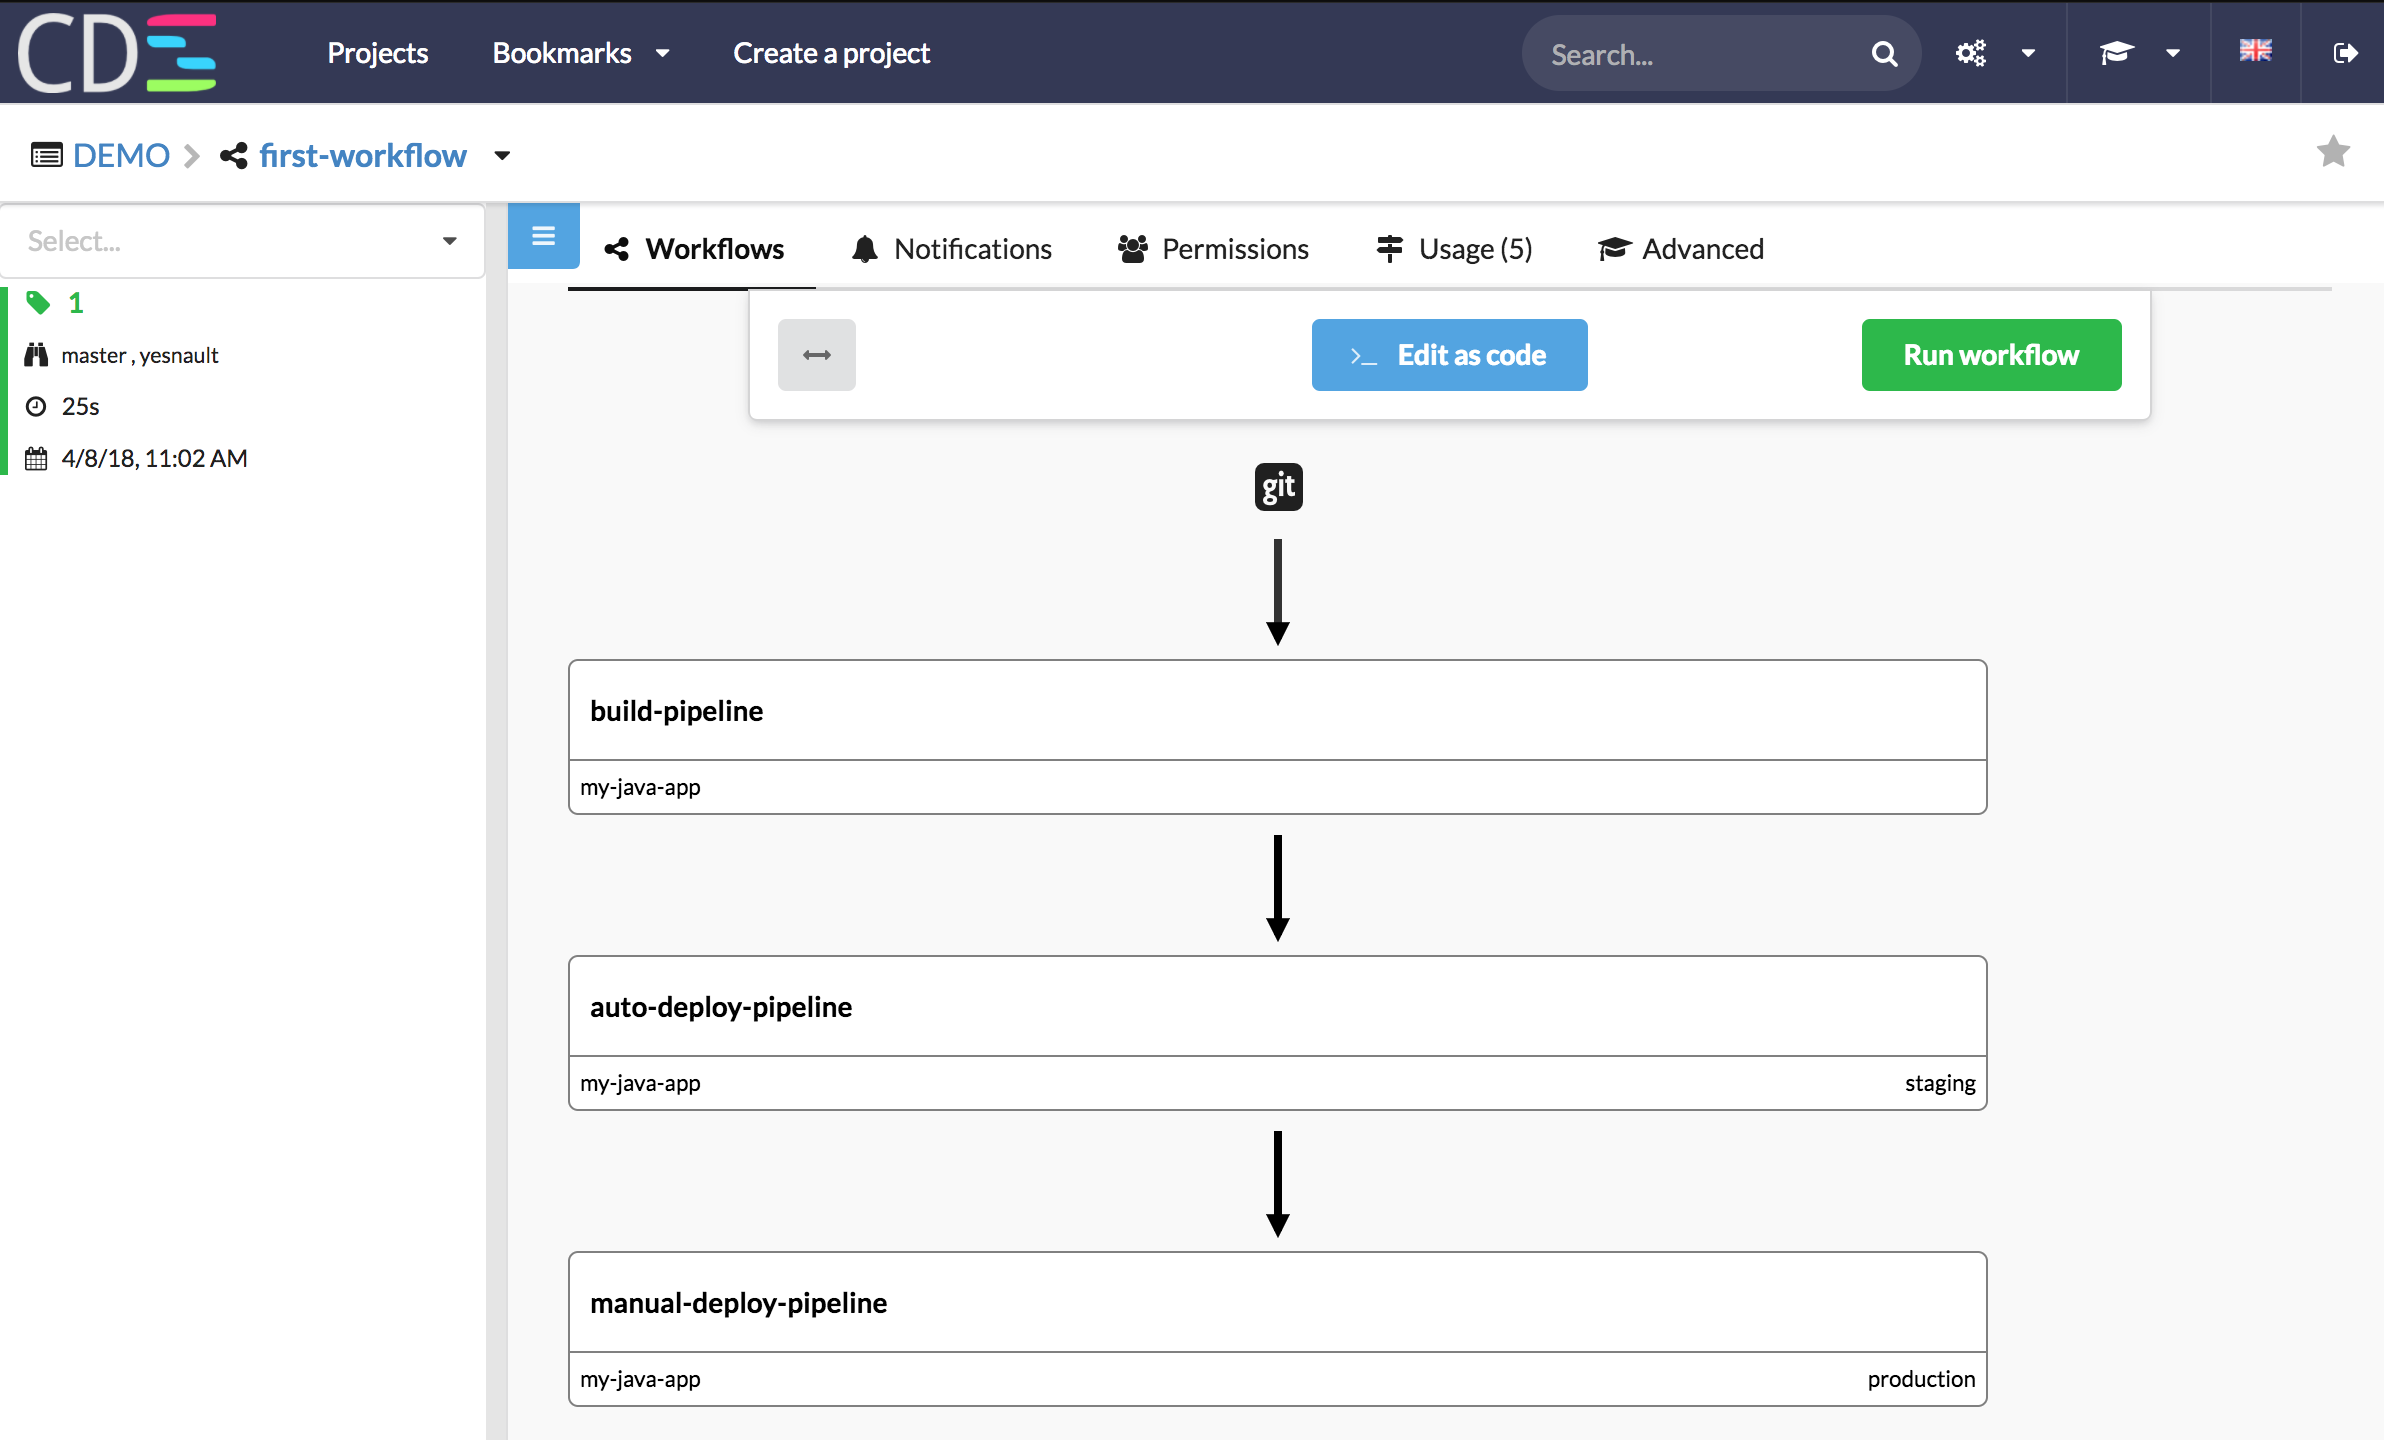 CDS
Projects Bookmarks Create a project Search...
DEMO first-workflow
Select...
Workflows Notifications Permissions Usage (5) Advanced
1
master , yesnault
25s
4/8/18, 11:02 AM
>_ Edit as code Run workflow
git
build-pipeline
my-java-app
auto-deploy-pipeline
my-java-app staging
manual-deploy-pipeline
my-java-app production